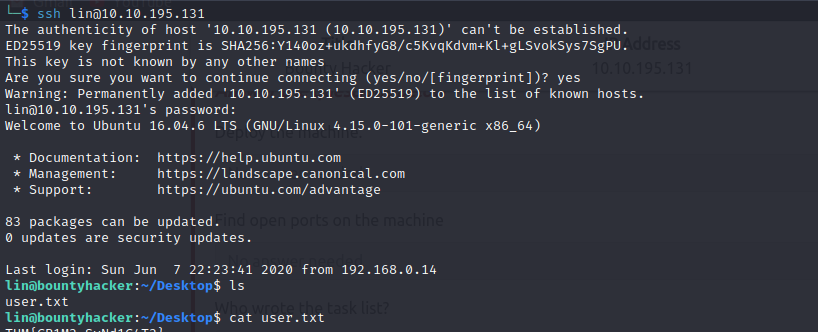 └─$ ssh lin@10.10.195.131
The authenticity of host '10.10.195.131 (10.10.195.131)' can't be established.
ED25519 key fingerprint is SHA256:Y140oz+ukdhfyG8/c5KvqKdvm+Kl+gLSvokSys7SgPU.
Address
This key is not known by any other names
Hacker
10.10.195.131
Are you sure you want to continue connecting (yes/no/[fingerprint])? yes
Warning: Permanently added '10.10.195.131' (ED25519) to the list of known hosts.
lin@10.10.195.131's password:
Welcome to Ubuntu 16.04.6 LTS (GNU/Linux 4.15.0-101-generic x86_64)
 * Documentation:  https://help.ubuntu.com
 * Management:     https://landscape.canonical.com
 * Support:        https://ubuntu.com/advantage
83 packages can be updated.
Find open ports on the machine
0 updates are security updates.
No answer needed
Last login: Sun Jun  7 22:23:41 2020 from 192.168.0.14
lin@bountyhacker:~/Desktop$ ls
user.txt
Who wrote the task list?
lin@bountyhacker:~/Desktop$ cat user.txt